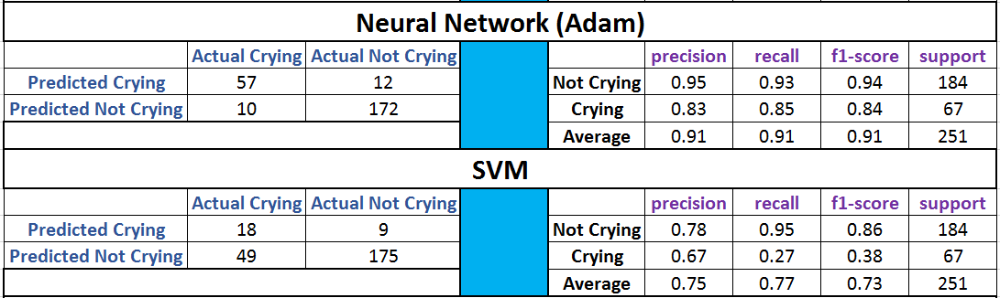 Neural Network (Adam)
Actual Crying Actual Not Crying precision recall f1-score support
Predicted Crying 57 12 Not Crying 0.95 0.93 0.94 184
Predicted Not Crying 10 172 Crying 0.83 0.85 0.84 67
Average 0.91 0.91 0.91 251
SVM
Actual Crying Actual Not Crying precision recall f1-score support
Predicted Crying 18 9 Not Crying 0.78 0.95 0.86 184
Predicted Not Crying 49 175 Crying 0.67 0.27 0.38 67
Average 0.75 0.77 0.73 251